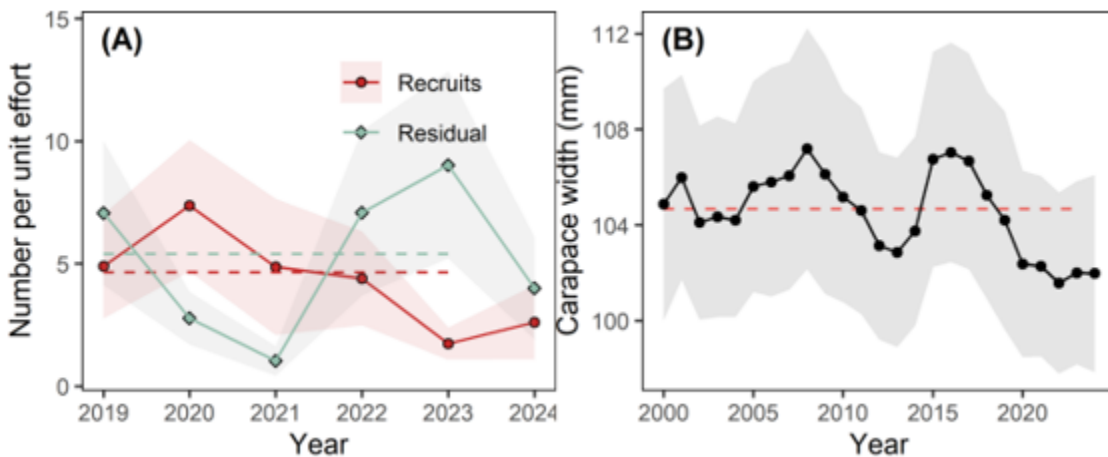 (A)
Number per unit effort
15
10
5
0
Recruits
Residual
2019 2020 2021 2022 2023 2024
Year
(B)
Carapace width (mm)
112
108
104
100
2000 2005 2010 2015 2020
Year